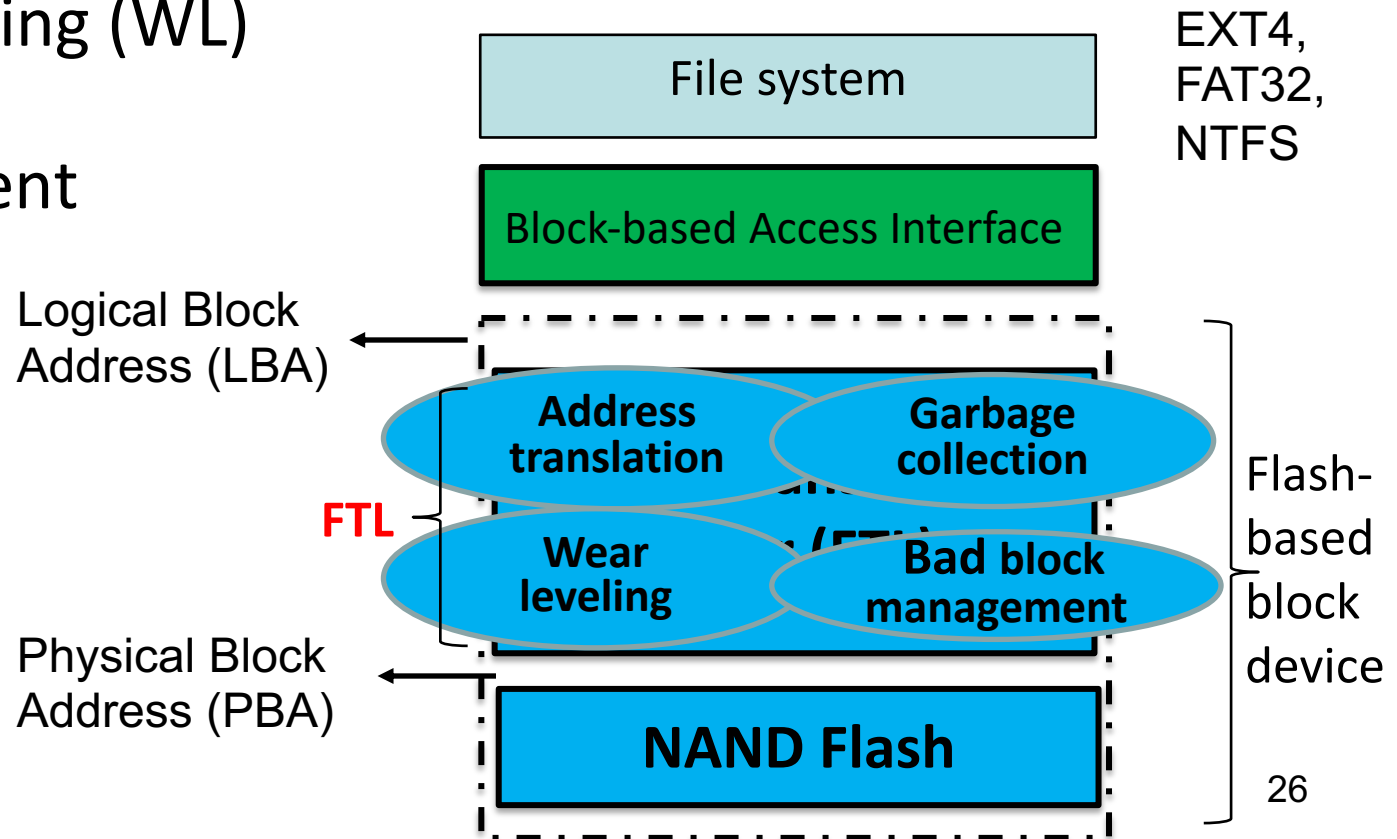 ing (WL)
ent
EXT4,
FAT32,
NTFS
File system
Block-based Access Interface
Logical Block
Address (LBA)
Address
translation
Garbage
collection
FTL
Wear
leveling
(FTL)
Bad block
management
Flash-
based
block
device
Physical Block
Address (PBA)
NAND Flash
26